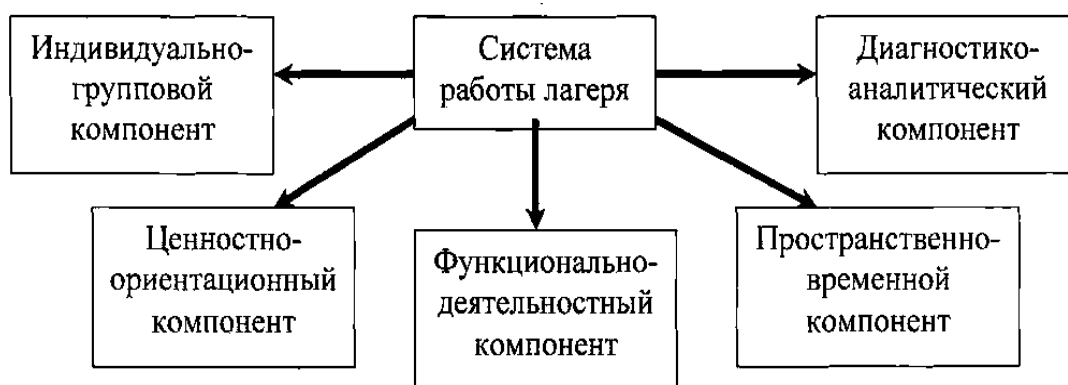 Индивидуально-
групповой
компонент
Система
работы лагеря
Диагностико-
аналитический
компонент
Ценностно-
ориентационный
компонент
Функционально-
деятельностный
компонент
Пространственно-
временной
компонент